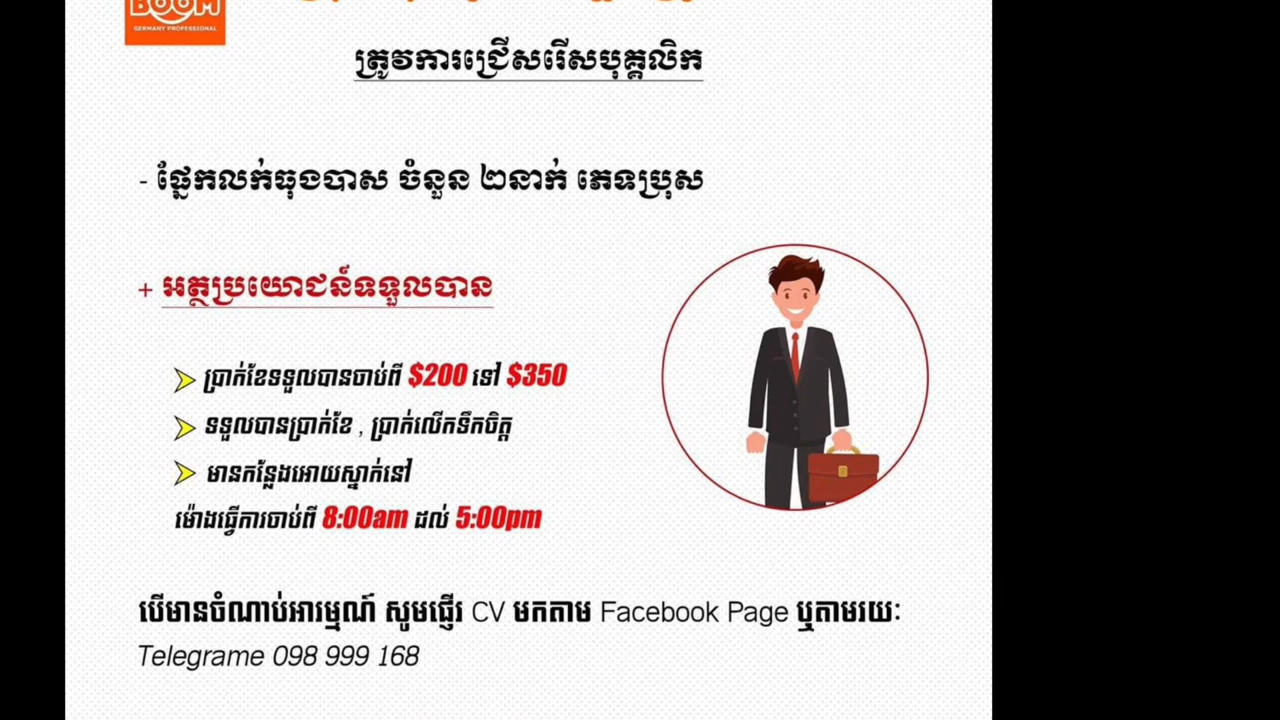 BOOM
GERMANY PROFESSIONAL
ត្រូវការជ្រើសរើសបុគ្គលិក
- ផ្នែកលក់ធុងបាស ចំនួន ២នាក់ ភេទប្រុស
+ អត្ថប្រយោជន៍ទទួលបាន
ប្រាក់ខែទទួលបានចាប់ពី $200 ទៅ $350
ទទួលបានប្រាក់ខែ , ប្រាក់លើកទឹកចិត្ត
មានកន្លែងអោយស្នាក់នៅ
ម៉ោងធ្វើការចាប់ពី 8:00am ដល់ 5:00pm
បើមានចំណាប់អារម្មណ៍ សូមផ្ញើរ CV មកតាម Facebook Page ឬតាមរយៈ
Telegrame 098 999 168